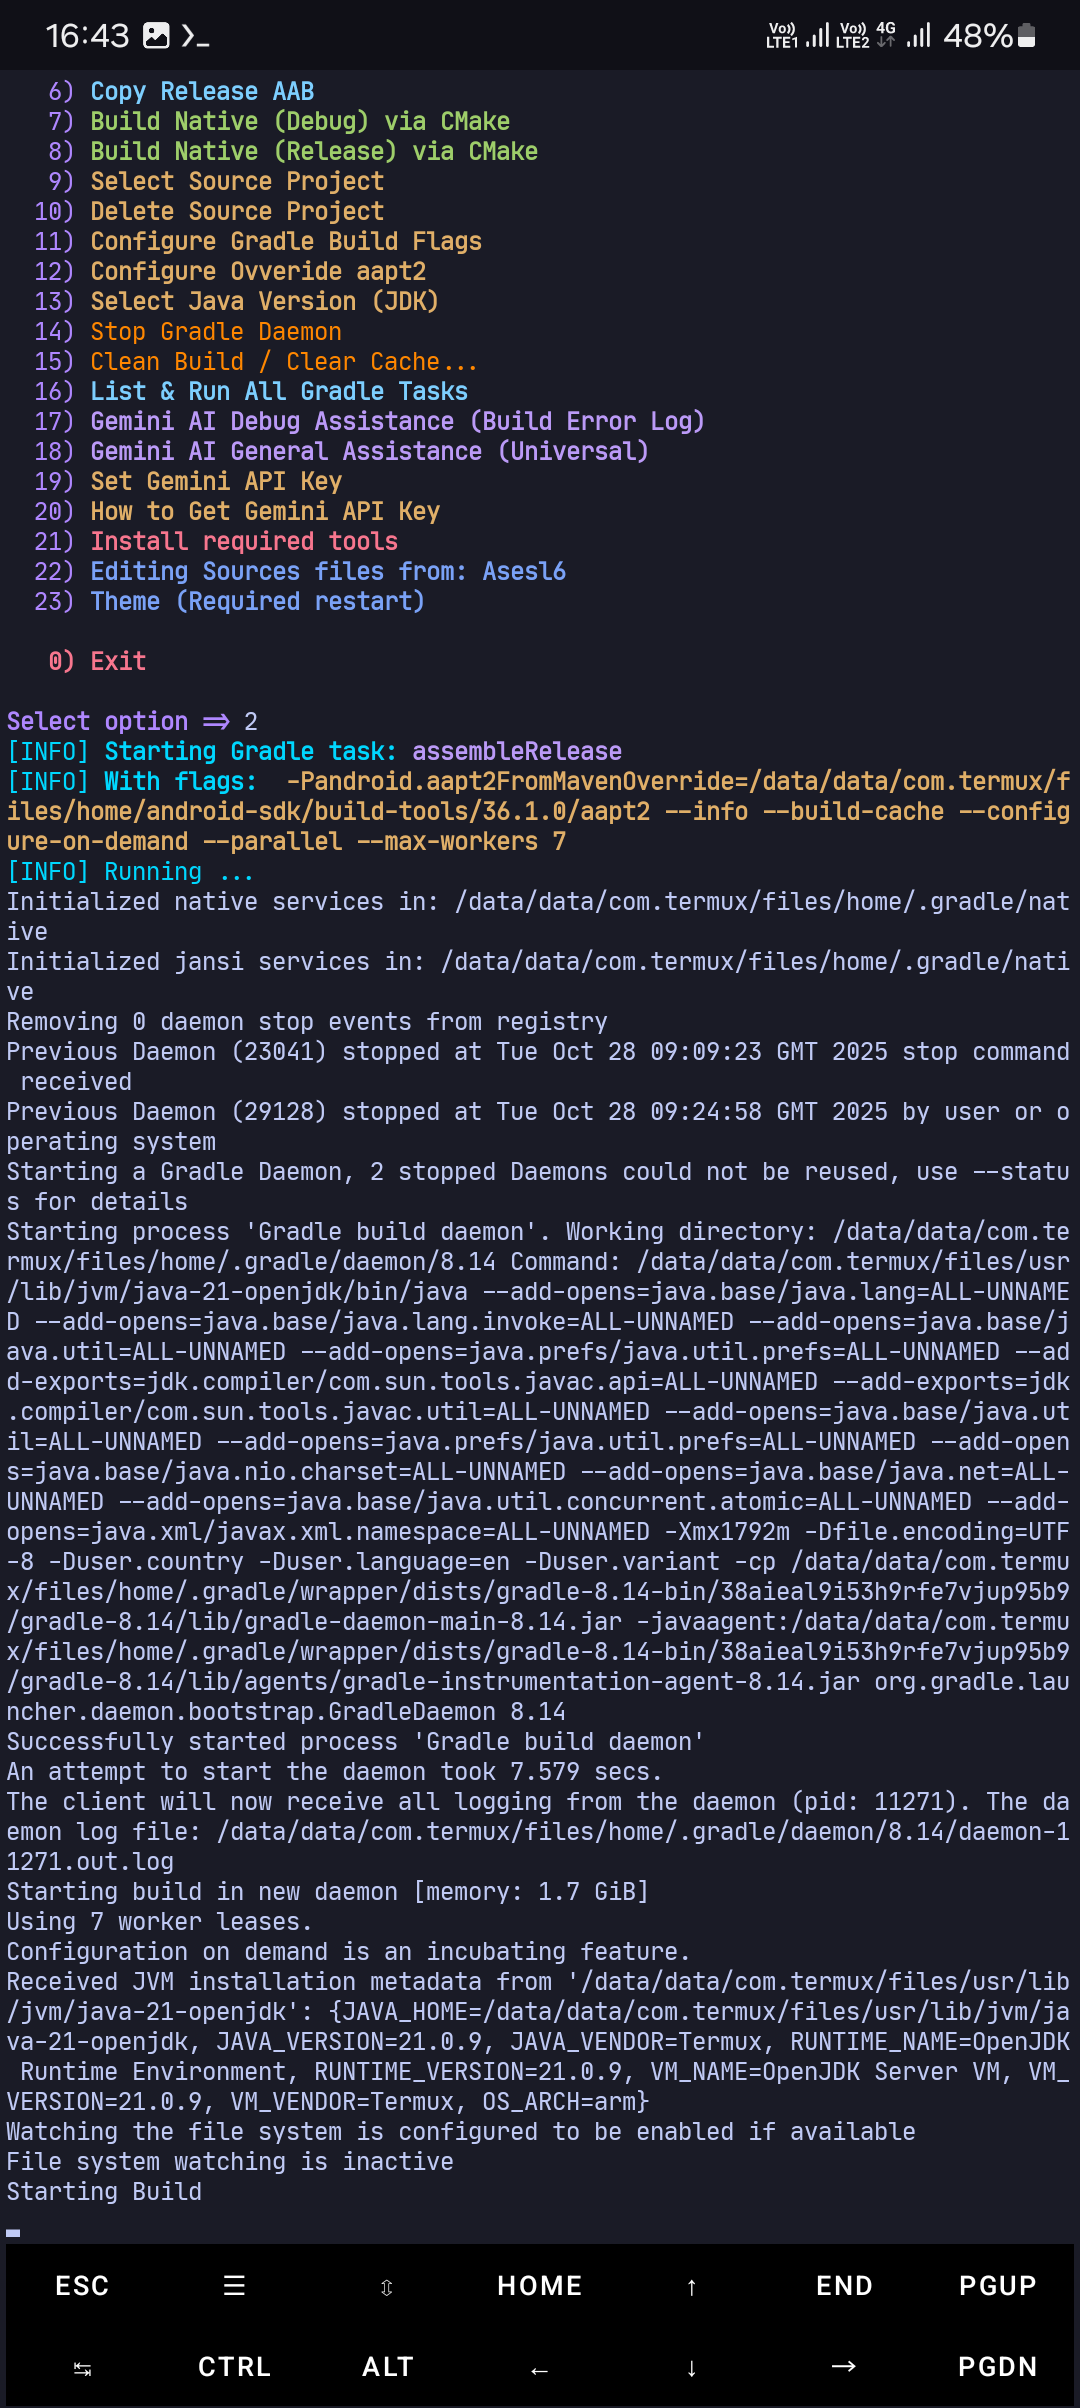 16:43 Vo)) LTE1 Vo)) LTE2 4G 48%
6) Copy Release AAB
7) Build Native (Debug) via CMake
8) Build Native (Release) via CMake
9) Select Source Project
10) Delete Source Project
11) Configure Gradle Build Flags
12) Configure Ovveride aapt2
13) Select Java Version (JDK)
14) Stop Gradle Daemon
15) Clean Build / Clear Cache...
16) List & Run All Gradle Tasks
17) Gemini AI Debug Assistance (Build Error Log)
18) Gemini AI General Assistance (Universal)
19) Set Gemini API Key
20) How to Get Gemini API Key
21) Install required tools
22) Editing Sources files from: Asesl6
23) Theme (Required restart)
0) Exit
Select option => 2
[INFO] Starting Gradle task: assembleRelease
[INFO] With flags:  -Pandroid.aapt2FromMavenOverride=/data/data/com.termux/f
iles/home/android-sdk/build-tools/36.1.0/aapt2 --info --build-cache --config
ure-on-demand --parallel --max-workers 7
[INFO] Running ...
Initialized native services in: /data/data/com.termux/files/home/.gradle/nat
ive
Initialized jansi services in: /data/data/com.termux/files/home/.gradle/nati
ve
Removing 0 daemon stop events from registry
Previous Daemon (23041) stopped at Tue Oct 28 09:09:23 GMT 2025 stop command
 received
Previous Daemon (29128) stopped at Tue Oct 28 09:24:58 GMT 2025 by user or o
perating system
Starting a Gradle Daemon, 2 stopped Daemons could not be reused, use --statu
s for details
Starting process 'Gradle build daemon'. Working directory: /data/data/com.te
rmux/files/home/.gradle/daemon/8.14 Command: /data/data/com.termux/files/usr
/lib/jvm/java-21-openjdk/bin/java --add-opens=java.base/java.lang=ALL-UNNAME
D --add-opens=java.base/java.lang.invoke=ALL-UNNAMED --add-opens=java.base/j
ava.util=ALL-UNNAMED --add-opens=java.prefs/java.util.prefs=ALL-UNNAMED --ad
d-exports=jdk.compiler/com.sun.tools.javac.api=ALL-UNNAMED --add-exports=jdk
.compiler/com.sun.tools.javac.util=ALL-UNNAMED --add-opens=java.base/java.ut
il=ALL-UNNAMED --add-opens=java.prefs/java.util.prefs=ALL-UNNAMED --add-open
s=java.base/java.nio.charset=ALL-UNNAMED --add-opens=java.base/java.net=ALL-
UNNAMED --add-opens=java.base/java.util.concurrent.atomic=ALL-UNNAMED --add-
opens=java.xml/javax.xml.namespace=ALL-UNNAMED -Xmx1792m -Dfile.encoding=UTF
-8 -Duser.country -Duser.language=en -Duser.variant -cp /data/data/com.termu
x/files/home/.gradle/wrapper/dists/gradle-8.14-bin/38aieal9i53h9rfe7vjup95b9
/gradle-8.14/lib/gradle-daemon-main-8.14.jar -javaagent:/data/data/com.termu
x/files/home/.gradle/wrapper/dists/gradle-8.14-bin/38aieal9i53h9rfe7vjup95b9
/gradle-8.14/lib/agents/gradle-instrumentation-agent-8.14.jar org.gradle.lau
ncher.daemon.bootstrap.GradleDaemon 8.14
Successfully started process 'Gradle build daemon'
An attempt to start the daemon took 7.579 secs.
The client will now receive all logging from the daemon (pid: 11271). The da
emon log file: /data/data/com.termux/files/home/.gradle/daemon/8.14/daemon-1
1271.out.log
Starting build in new daemon [memory: 1.7 GiB]
Using 7 worker leases.
Configuration on demand is an incubating feature.
Received JVM installation metadata from '/data/data/com.termux/files/usr/lib
/jvm/java-21-openjdk': {JAVA_HOME=/data/data/com.termux/files/usr/lib/jvm/ja
va-21-openjdk, JAVA_VERSION=21.0.9, JAVA_VENDOR=Termux, RUNTIME_NAME=OpenJDK
 Runtime Environment, RUNTIME_VERSION=21.0.9, VM_NAME=OpenJDK Server VM, VM_
VERSION=21.0.9, VM_VENDOR=Termux, OS_ARCH=arm}
Watching the file system is configured to be enabled if available
File system watching is inactive
Starting Build
ESC ☰ ⇳ HOME ↑ END PGUP
↹ CTRL ALT ← ↓ → PGDN